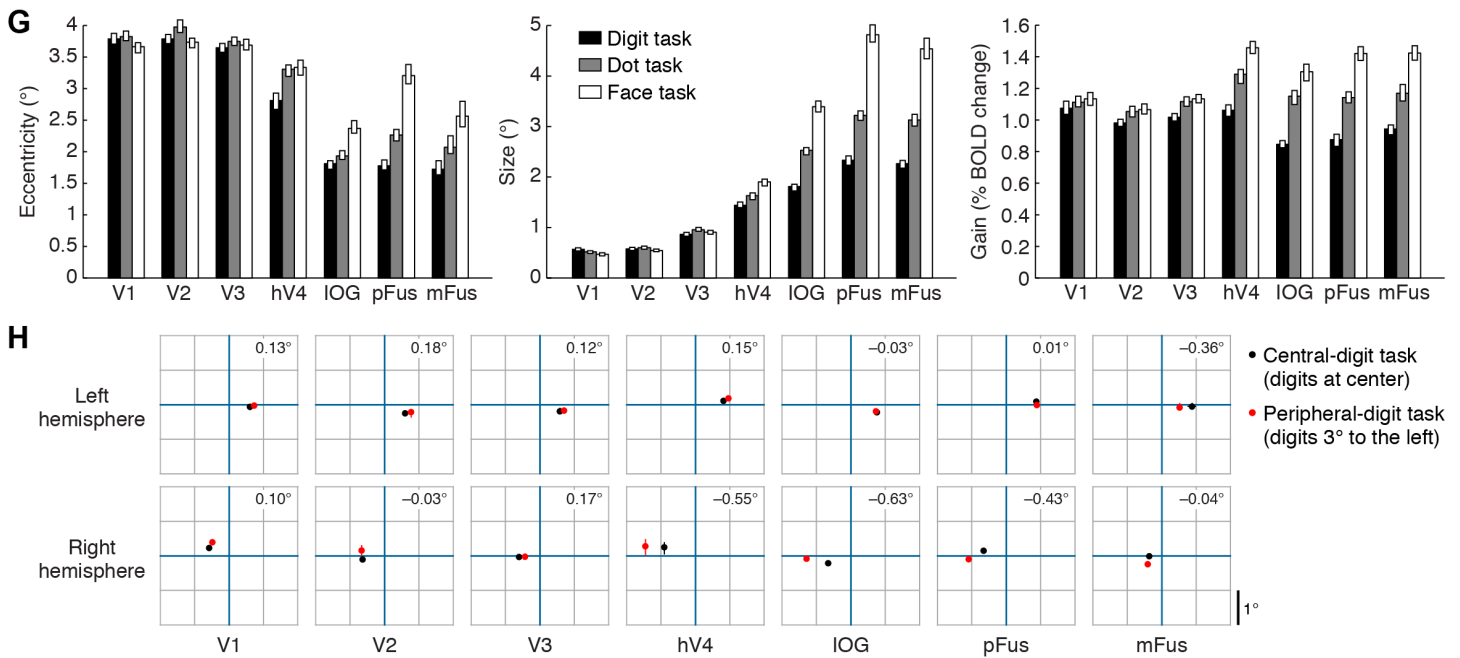 G
Eccentricity (°)
4
3.5
3
2.5
2
1.5
1
0.5
0
V1 V2 V3 hV4 IOG pFus mFus
Size (°)
5
4
3
2
1
0
Digit task
Dot task
Face task
V1 V2 V3 hV4 IOG pFus mFus
Gain (% BOLD change)
1.6
1.4
1.2
1.0
0.8
0.6
0.4
0.2
0
V1 V2 V3 hV4 IOG pFus mFus
H
Left
hemisphere
0.13° 0.18° 0.12° 0.15° –0.03° 0.01° –0.36°
Central-digit task
(digits at center)
Peripheral-digit task
(digits 3° to the left)
Right
hemisphere
0.10° –0.03° 0.17° –0.55° –0.63° –0.43° –0.04°
1°
V1 V2 V3 hV4 IOG pFus mFus